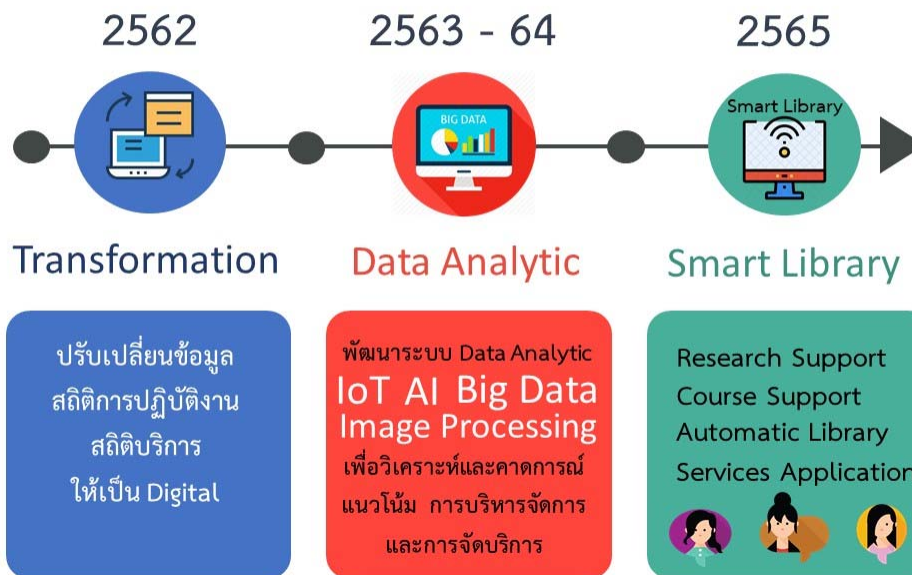 2562
2563 - 64
2565
BIG DATA
Smart Library
Transformation
Data Analytic
Smart Library
ปรับเปลี่ยนข้อมูล
สถิติการปฏิบัติงาน
สถิติบริการ
ให้เป็น Digital
พัฒนาระบบ Data Analytic
IoT AI Big Data
Image Processing
เพื่อวิเคราะห์และคาดการณ์
แนวโน้ม การบริหารจัดการ
และการจัดบริการ
Research Support
Course Support
Automatic Library
Services Application